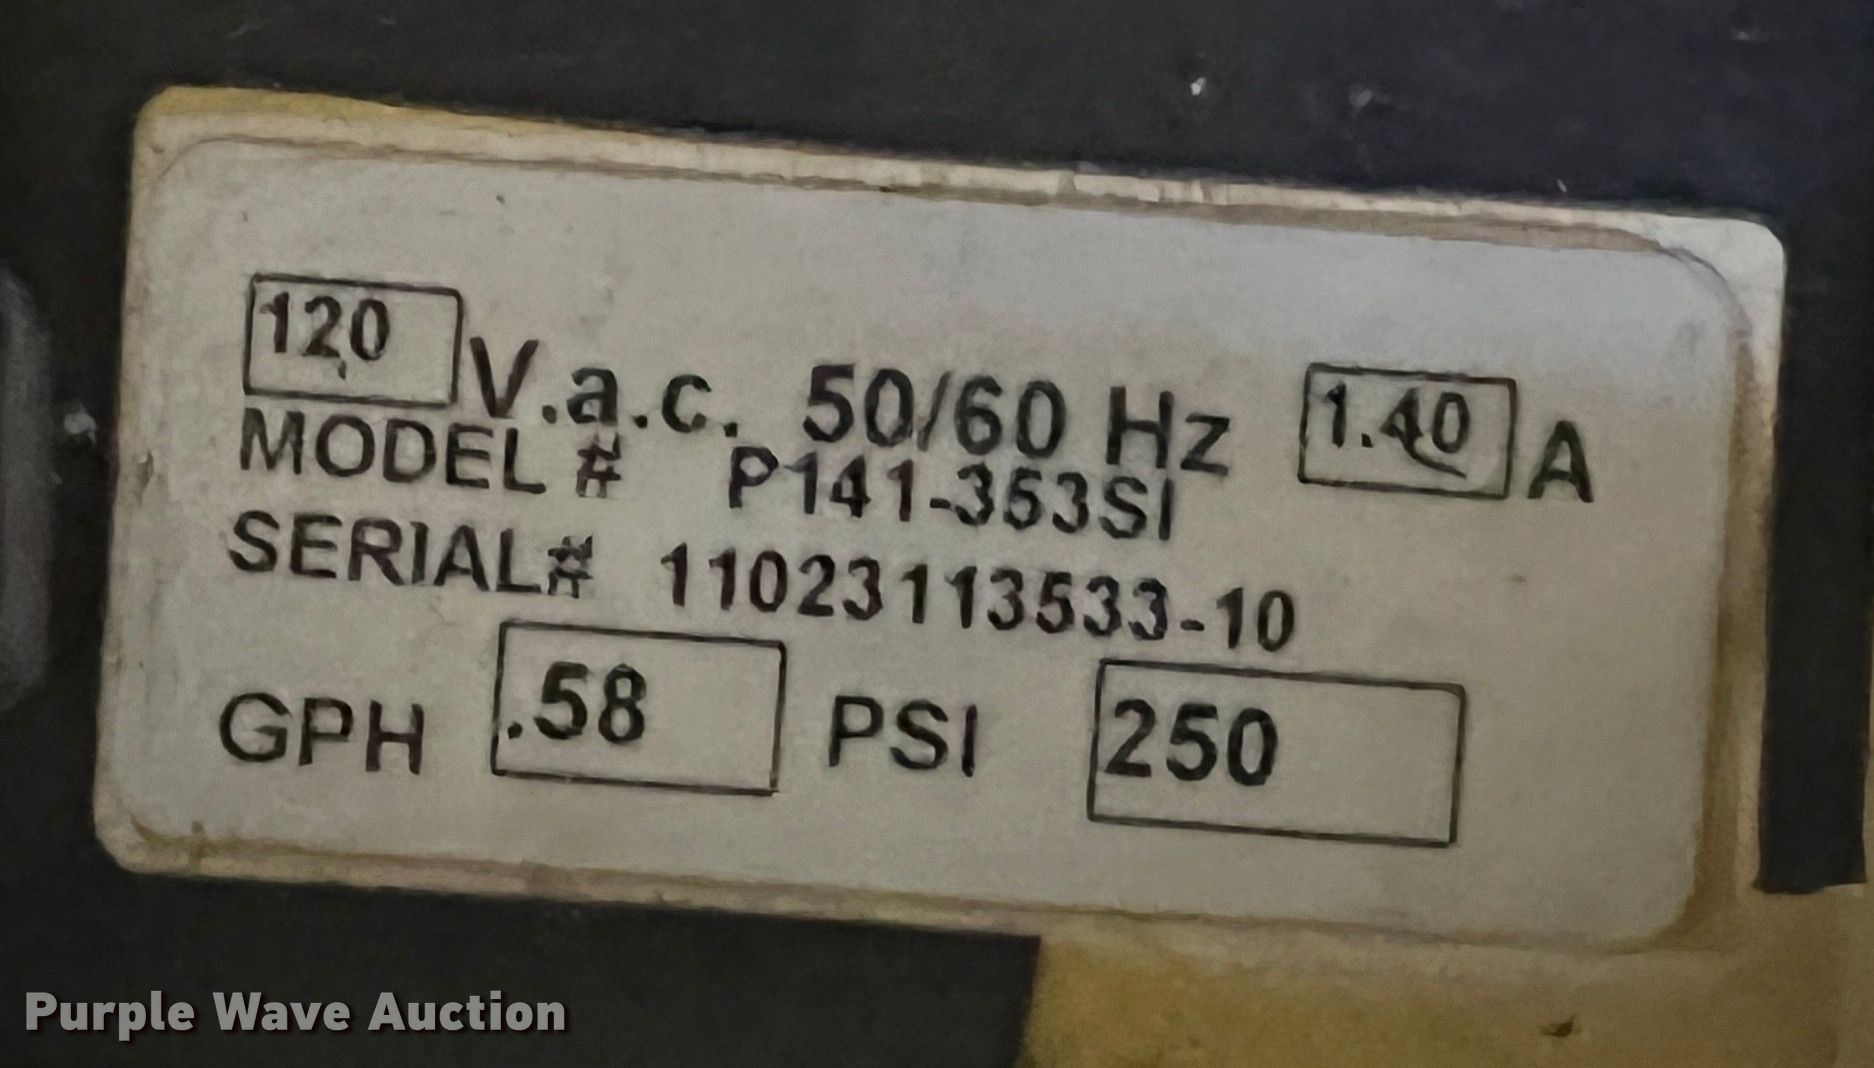 120 V.a.c. 50/60 Hz 1.40 A
MODEL # P141-353SI
SERIAL# 11023113533-10
GPH .58 PSI 250
Purple Wave Auction